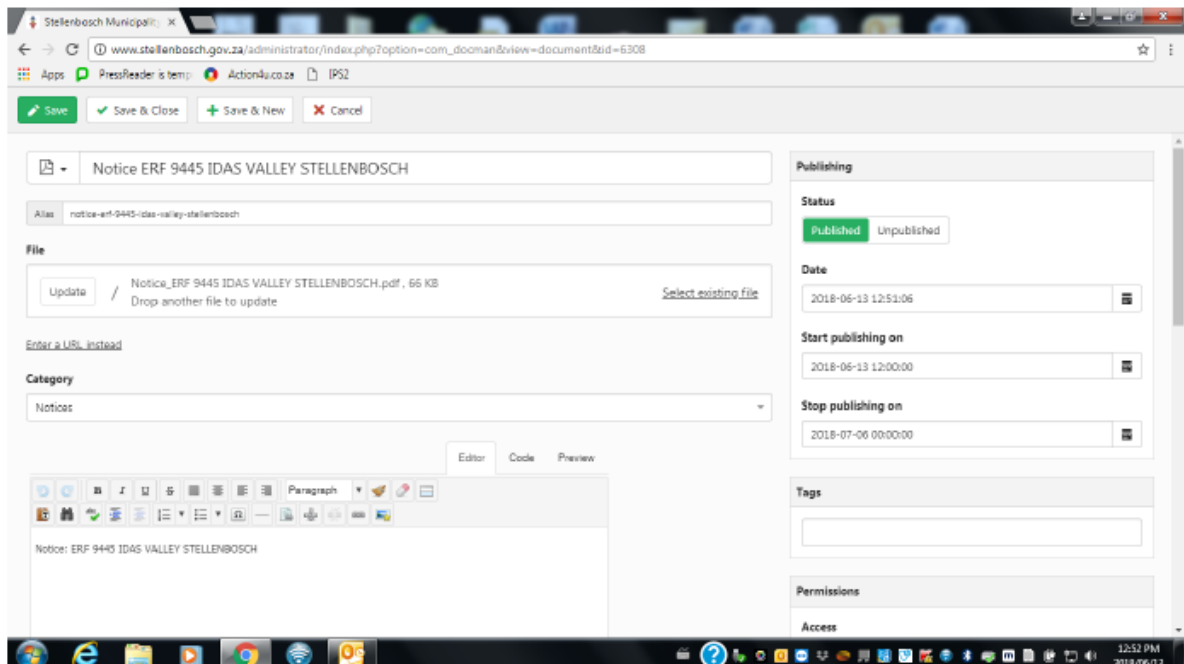 Stellenbosch Municipality
www.stellenbosch.gov.za/administrator/index.php?option=com_docman&view=document&id=6308
Apps PressReader is temp Action4u.co.za IPS2
Save Save & Close Save & New Cancel
Notice ERF 9445 IDAS VALLEY STELLENBOSCH
Alias notice-erf-9445-idas-valley-stellenbosch
File
Update / Notice_ERF 9445 IDAS VALLEY STELLENBOSCH.pdf, 66 KB
Drop another file to update
Select existing file
Enter a URL instead
Category
Notices
Editor Code Preview
Paragraph
Notice: ERF 9445 IDAS VALLEY STELLENBOSCH
Publishing
Status
Published Unpublished
Date
2018-06-13 12:51:06
Start publishing on
2018-06-13 12:00:00
Stop publishing on
2018-07-06 00:00:00
Tags
Permissions
Access
12:52 PM
2018/06/13